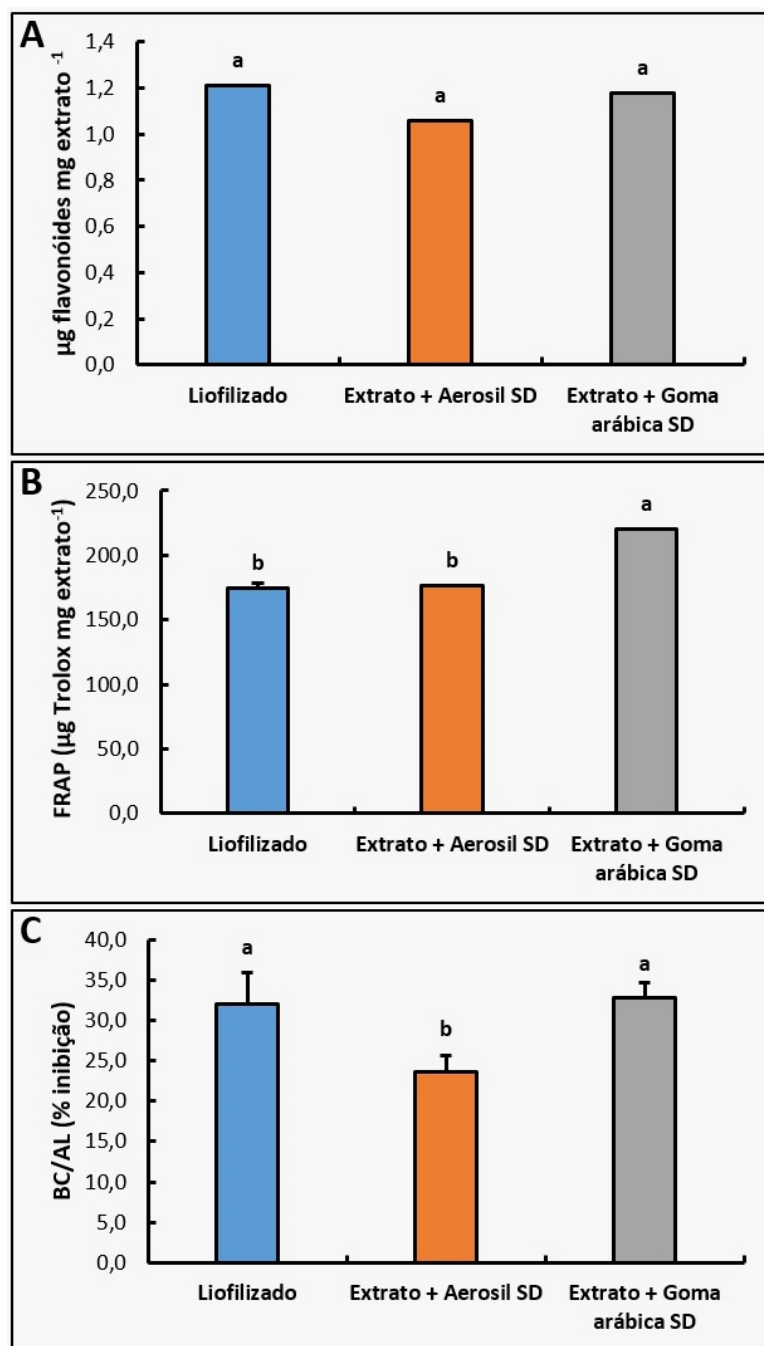 A
µg flavonóides mg extrato -1
1,4
1,2
1,0
0,8
0,6
0,4
0,2
0,0
a
a
a
Liofilizado
Extrato + Aerosil SD
Extrato + Goma
arábica SD
B
FRAP (µg Trolox mg extrato-1)
250,0
200,0
150,0
100,0
50,0
0,0
b
b
a
Liofilizado
Extrato + Aerosil SD
Extrato + Goma
arábica SD
C
BC/AL (% inibição)
40,0
35,0
30,0
25,0
20,0
15,0
10,0
5,0
0,0
a
b
a
Liofilizado
Extrato + Aerosil SD
Extrato + Goma
arábica SD